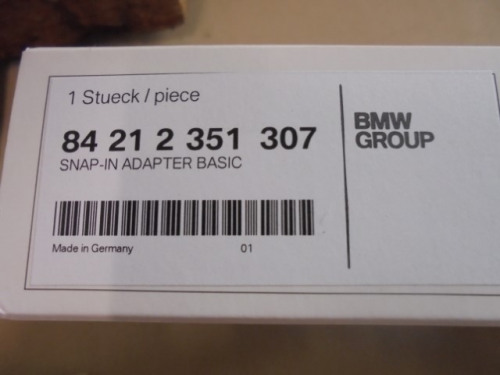 1 Stueck / piece
84 21 2 351 307
SNAP-IN ADAPTER BASIC
Made in Germany 01
BMW
GROUP